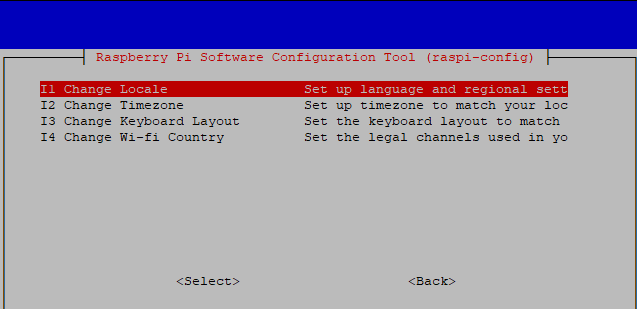 Raspberry Pi Software Configuration Tool (raspi-config)
I1 Change Locale Set up language and regional sett
I2 Change Timezone Set up timezone to match your loc
I3 Change Keyboard Layout Set the keyboard layout to match
I4 Change Wi-fi Country Set the legal channels used in yo
<Select> <Back>